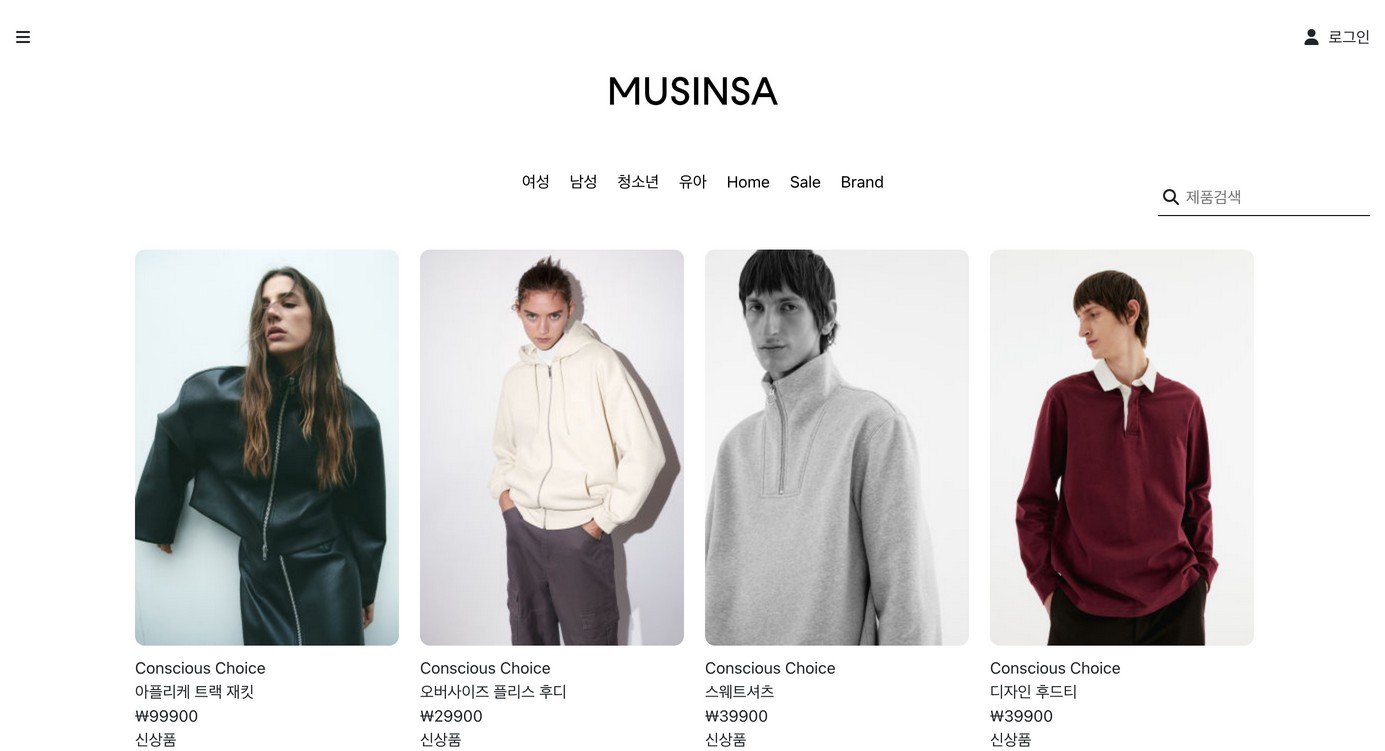 로그인
MUSINSA
여성 남성 청소년 유아 Home Sale Brand
제품검색
Conscious Choice
아플리케 트랙 재킷
₩99900
신상품
Conscious Choice
오버사이즈 플리스 후디
₩29900
신상품
Conscious Choice
스웨트셔츠
₩39900
신상품
Conscious Choice
디자인 후드티
₩39900
신상품